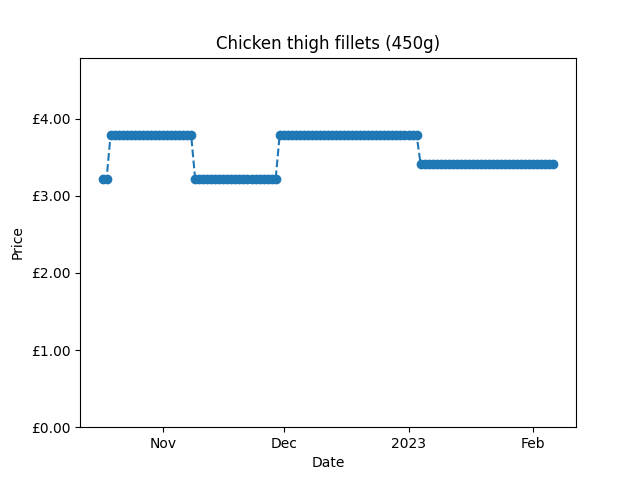 Chicken thigh fillets (450g)
£4.00
£3.00
£2.00
£1.00
£0.00
Price
Nov
Dec
2023
Feb
Date